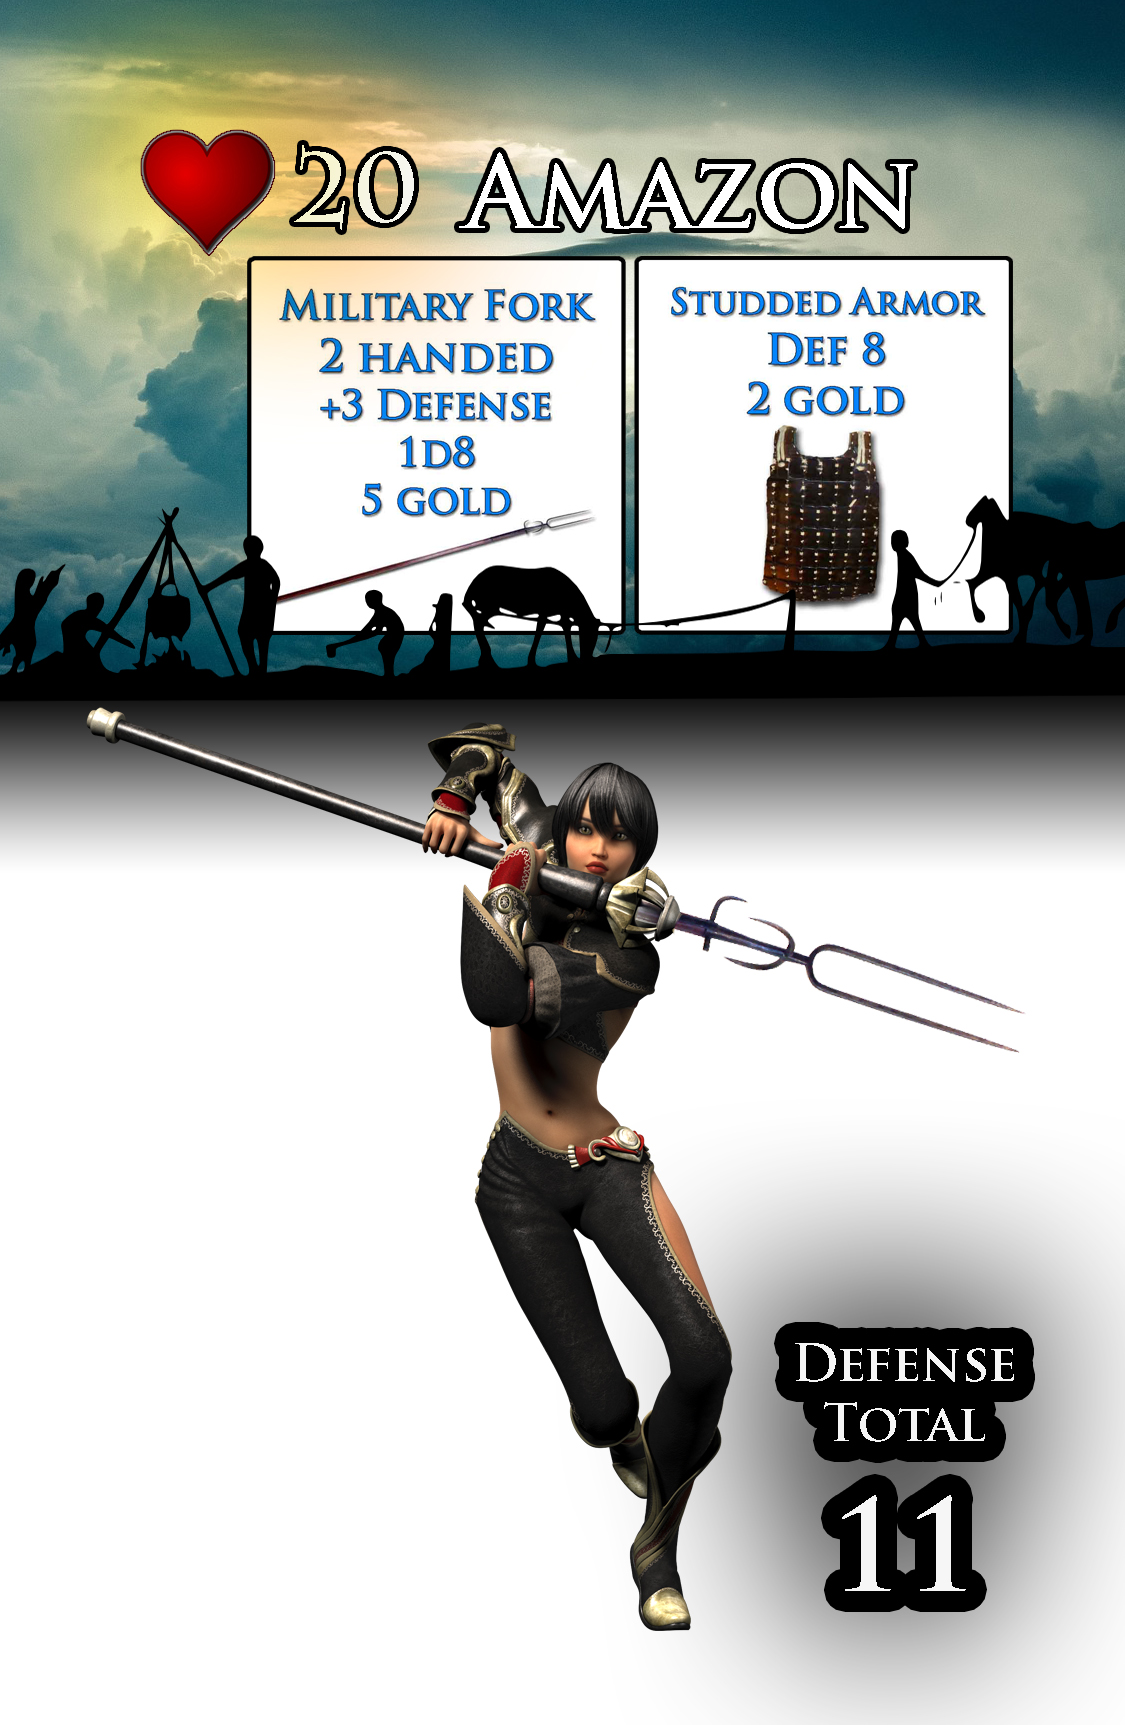 20 AMAZON
MILITARY FORK
2 HANDED
+3 DEFENSE
1D8
5 GOLD
STUDDED ARMOR
DEF 8
2 GOLD
DEFENSE
TOTAL
11